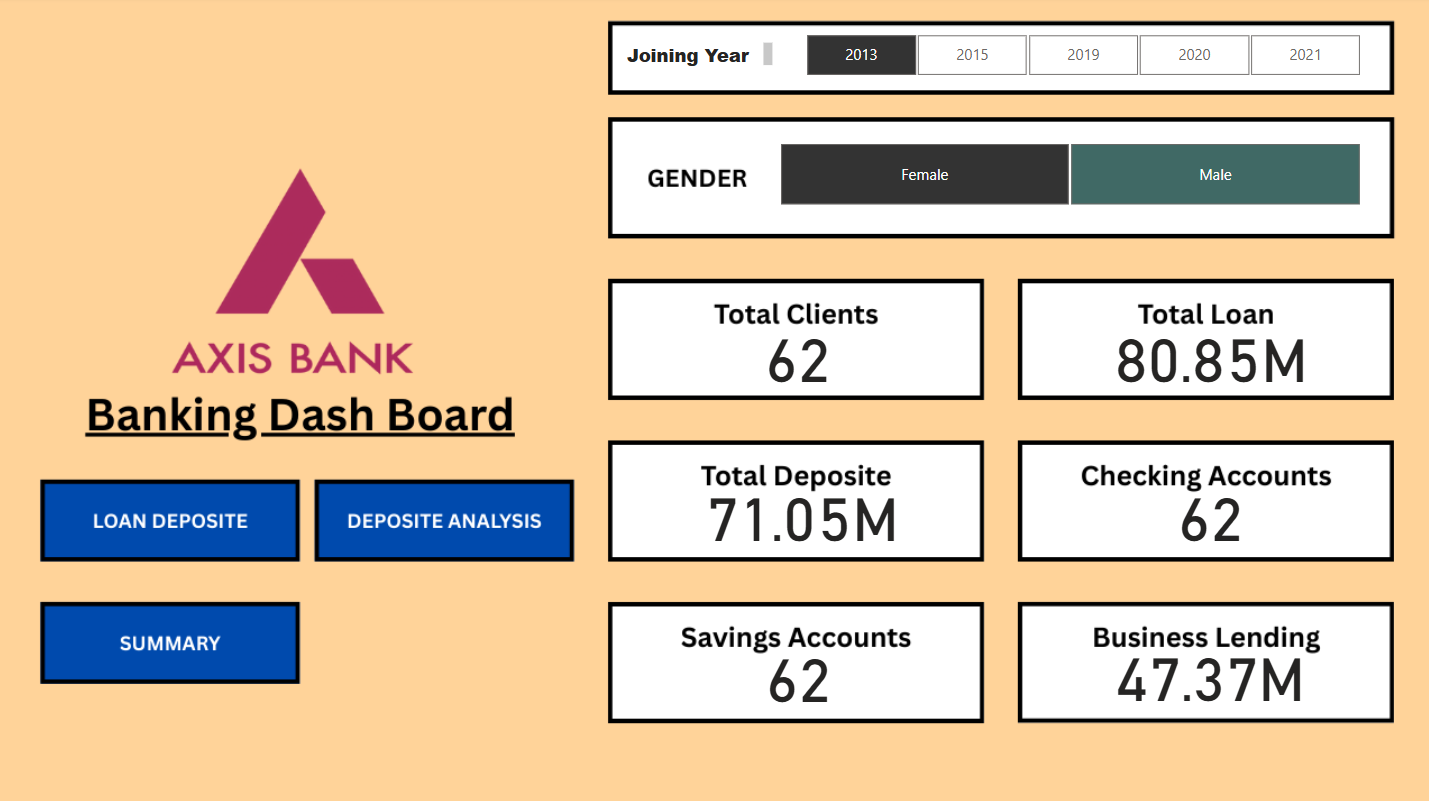 Joining Year
2013
2015
2019
2020
2021
GENDER
Female
Male
AXIS BANK
Banking Dash Board
LOAN DEPOSITE
DEPOSITE ANALYSIS
SUMMARY
Total Clients
62
Total Loan
80.85M
Total Deposite
71.05M
Checking Accounts
62
Savings Accounts
62
Business Lending
47.37M